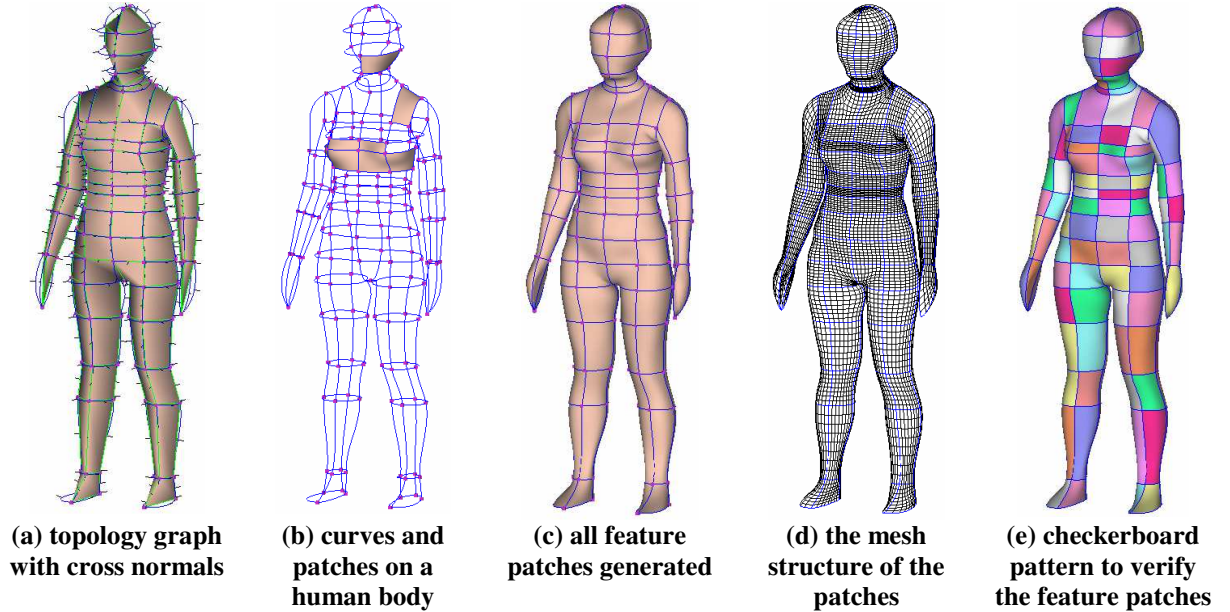 (a) topology graph
with cross normals
(b) curves and
patches on a
human body
(c) all feature
patches generated
(d) the mesh
structure of the
patches
(e) checkerboard
pattern to verify
the feature patches